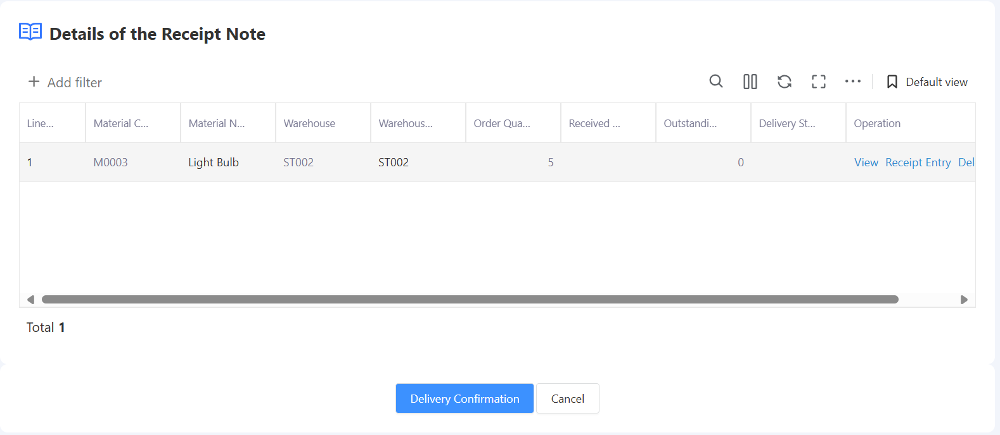 Details of the Receipt Note
Add filter
Default view
Line... Material C... Material N... Warehouse Warehous... Order Qua... Received ... Outstandi... Delivery St... Operation
1 M0003 Light Bulb ST002 ST002 5 0 View Receipt Entry Del
Total 1
Delivery Confirmation Cancel